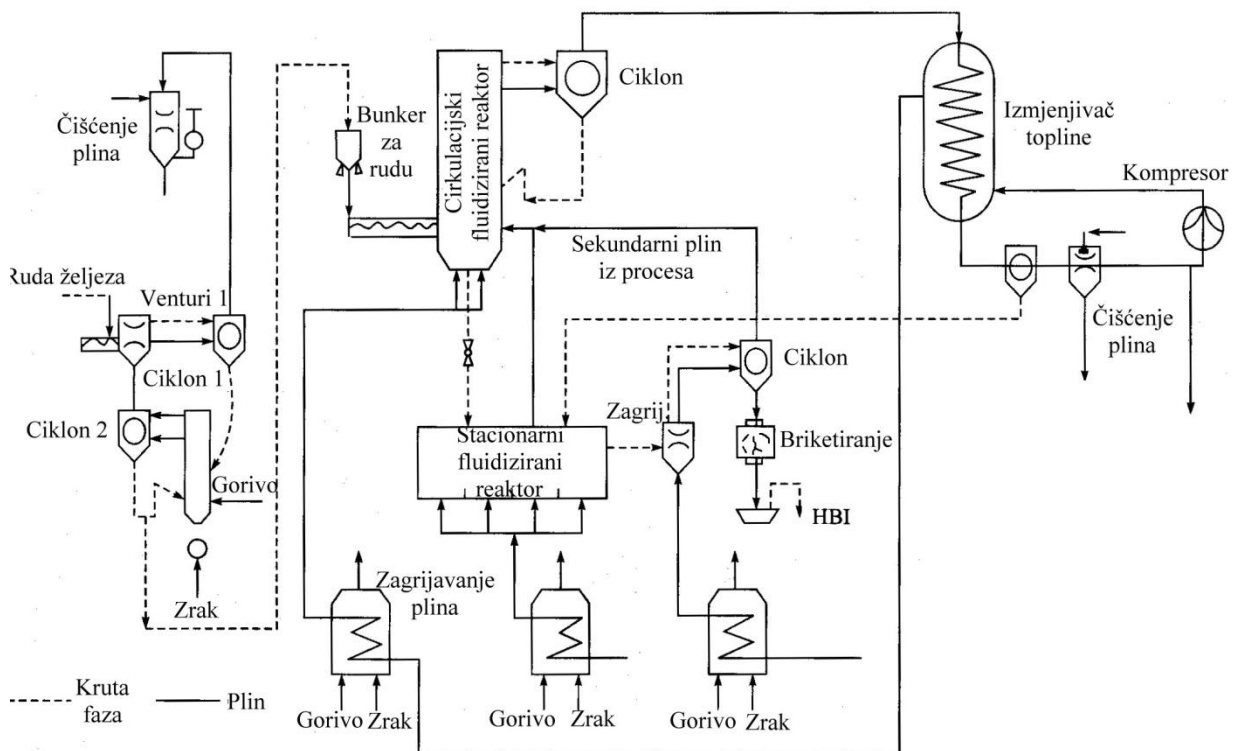 Ciklon
Čišćenje
plina
Bunker
za
rudu
Cirkulacijski
fluidizirani reaktor
Izmjenjivač
topline
Kompresor
Sekundarni plin
iz procesa
Ruda željeza
Venturi 1
Ciklon 1
Ciklon 2
Gorivo
Zrak
Čišćenje
plina
Ciklon
Zagrij.
Briketiranje
HBI
Stacionarni
fluidizirani
reaktor
Zagrijavanje
plina
Kruta
faza
Plin
Gorivo Zrak
Gorivo Zrak
Gorivo Zrak